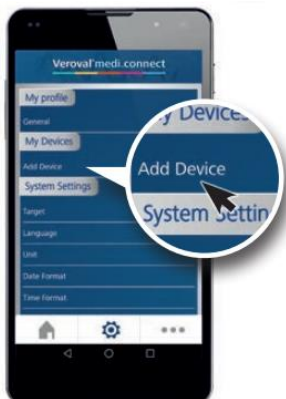 Veroval®medi.connect
My profile
General
My Devices
Add Device
System Settings
Target
Language
Unit
Date Format
Time Format
y Devices
Add Device
System Settin